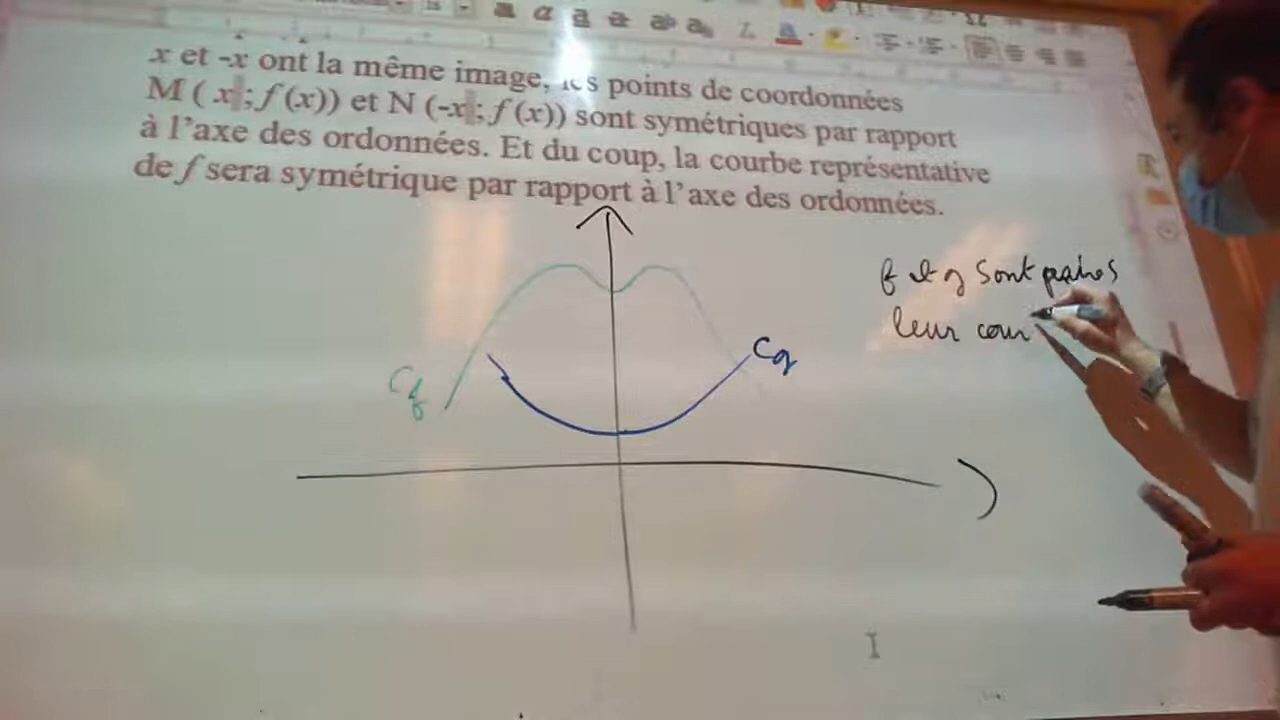 x et -x ont la même image, les points de coordonnées
M ( x ; f (x)) et N (-x ; f (x)) sont symétriques par rapport
à l'axe des ordonnées. Et du coup, la courbe représentative
de f sera symétrique par rapport à l'axe des ordonnées.
f et g sont paires
leur cour
Cg
Cf